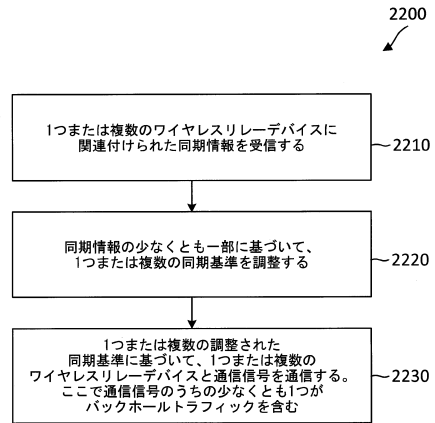 2200
1つまたは複数のワイヤレスリレーデバイスに
関連付けられた同期情報を受信する
2210
同期情報の少なくとも一部に基づいて、
1つまたは複数の同期基準を調整する
2220
1つまたは複数の調整された
同期基準に基づいて、1つまたは複数の
ワイヤレスリレーデバイスと通信信号を通信する。
ここで通信信号のうちの少なくとも1つが
バックホールトラフィックを含む
2230